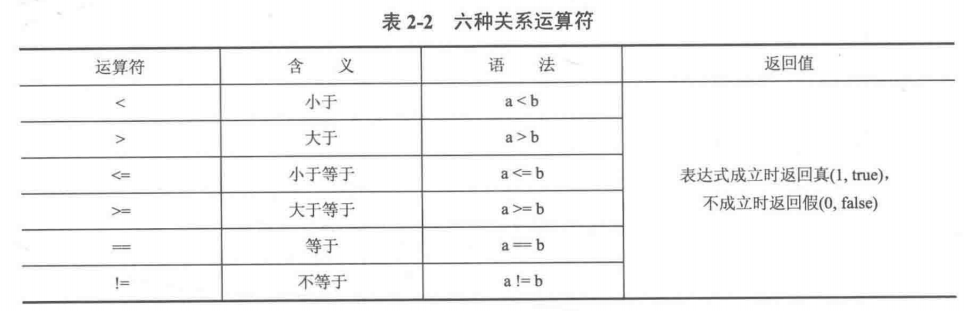 表 2-2 六种关系运算符
运算符 含 义 语 法 返回值
< 小于 a < b
> 大于 a > b
<= 小于等于 a <= b
表达式成立时返回真(1, true),
>= 大于等于 a >= b
不成立时返回假(0, false)
== 等于 a == b
!= 不等于 a != b